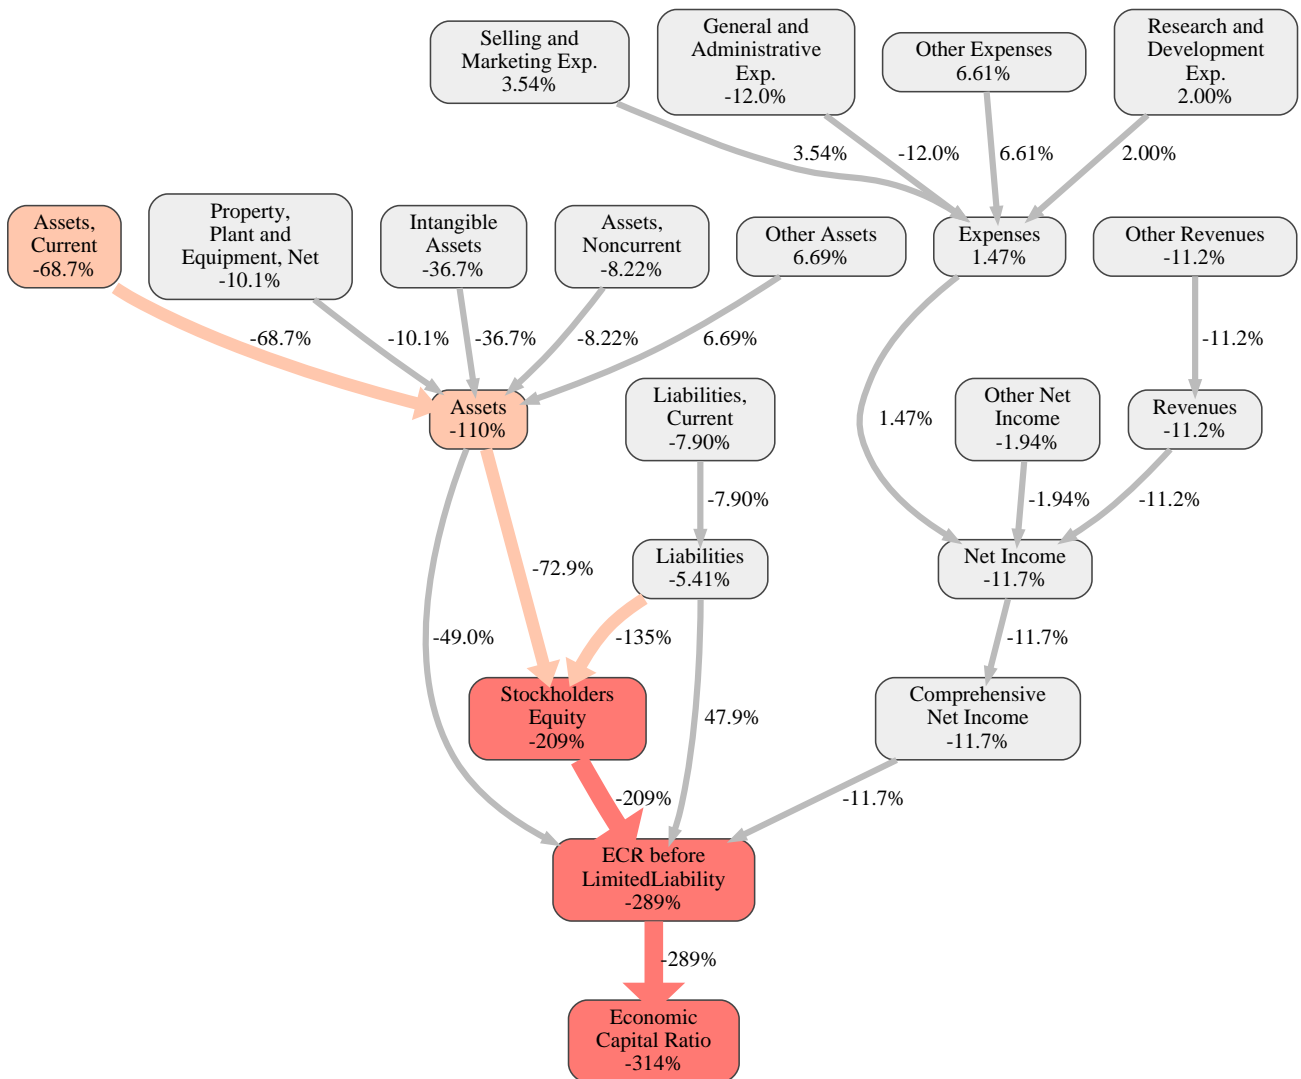 Selling and
Marketing Exp.
3.54%
General and
Administrative
Exp.
-12.0%
Other Expenses
6.61%
Research and
Development
Exp.
2.00%
3.54%
-12.0%
6.61%
2.00%
Assets,
Current
-68.7%
Property,
Plant and
Equipment, Net
-10.1%
Intangible
Assets
-36.7%
Assets,
Noncurrent
-8.22%
Other Assets
6.69%
Expenses
1.47%
Other Revenues
-11.2%
-68.7%
-10.1%
-36.7%
-8.22%
6.69%
-11.2%
Assets
-110%
Liabilities,
Current
-7.90%
1.47%
Other Net
Income
-1.94%
Revenues
-11.2%
-7.90%
-1.94%
-11.2%
-72.9%
Liabilities
-5.41%
Net Income
-11.7%
-49.0%
-135%
-11.7%
Stockholders
Equity
-209%
47.9%
Comprehensive
Net Income
-11.7%
-209%
-11.7%
ECR before
LimitedLiability
-289%
-289%
Economic
Capital Ratio
-314%